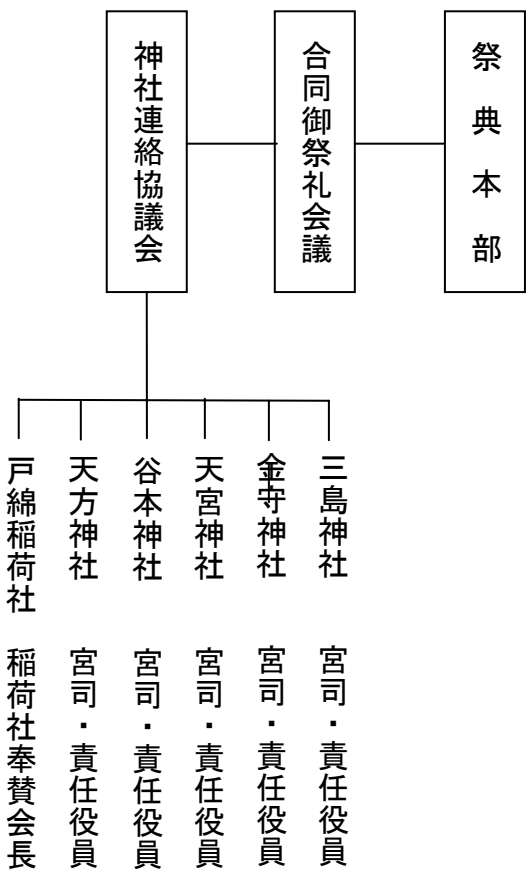 祭典本部
合同御祭礼会議
神社連絡協議会
三島神社 宮司・責任役員
金守神社 宮司・責任役員
天宮神社 宮司・責任役員
谷本神社 宮司・責任役員
天方神社 宮司・責任役員
戸綿稲荷社 稲荷社奉賛会長